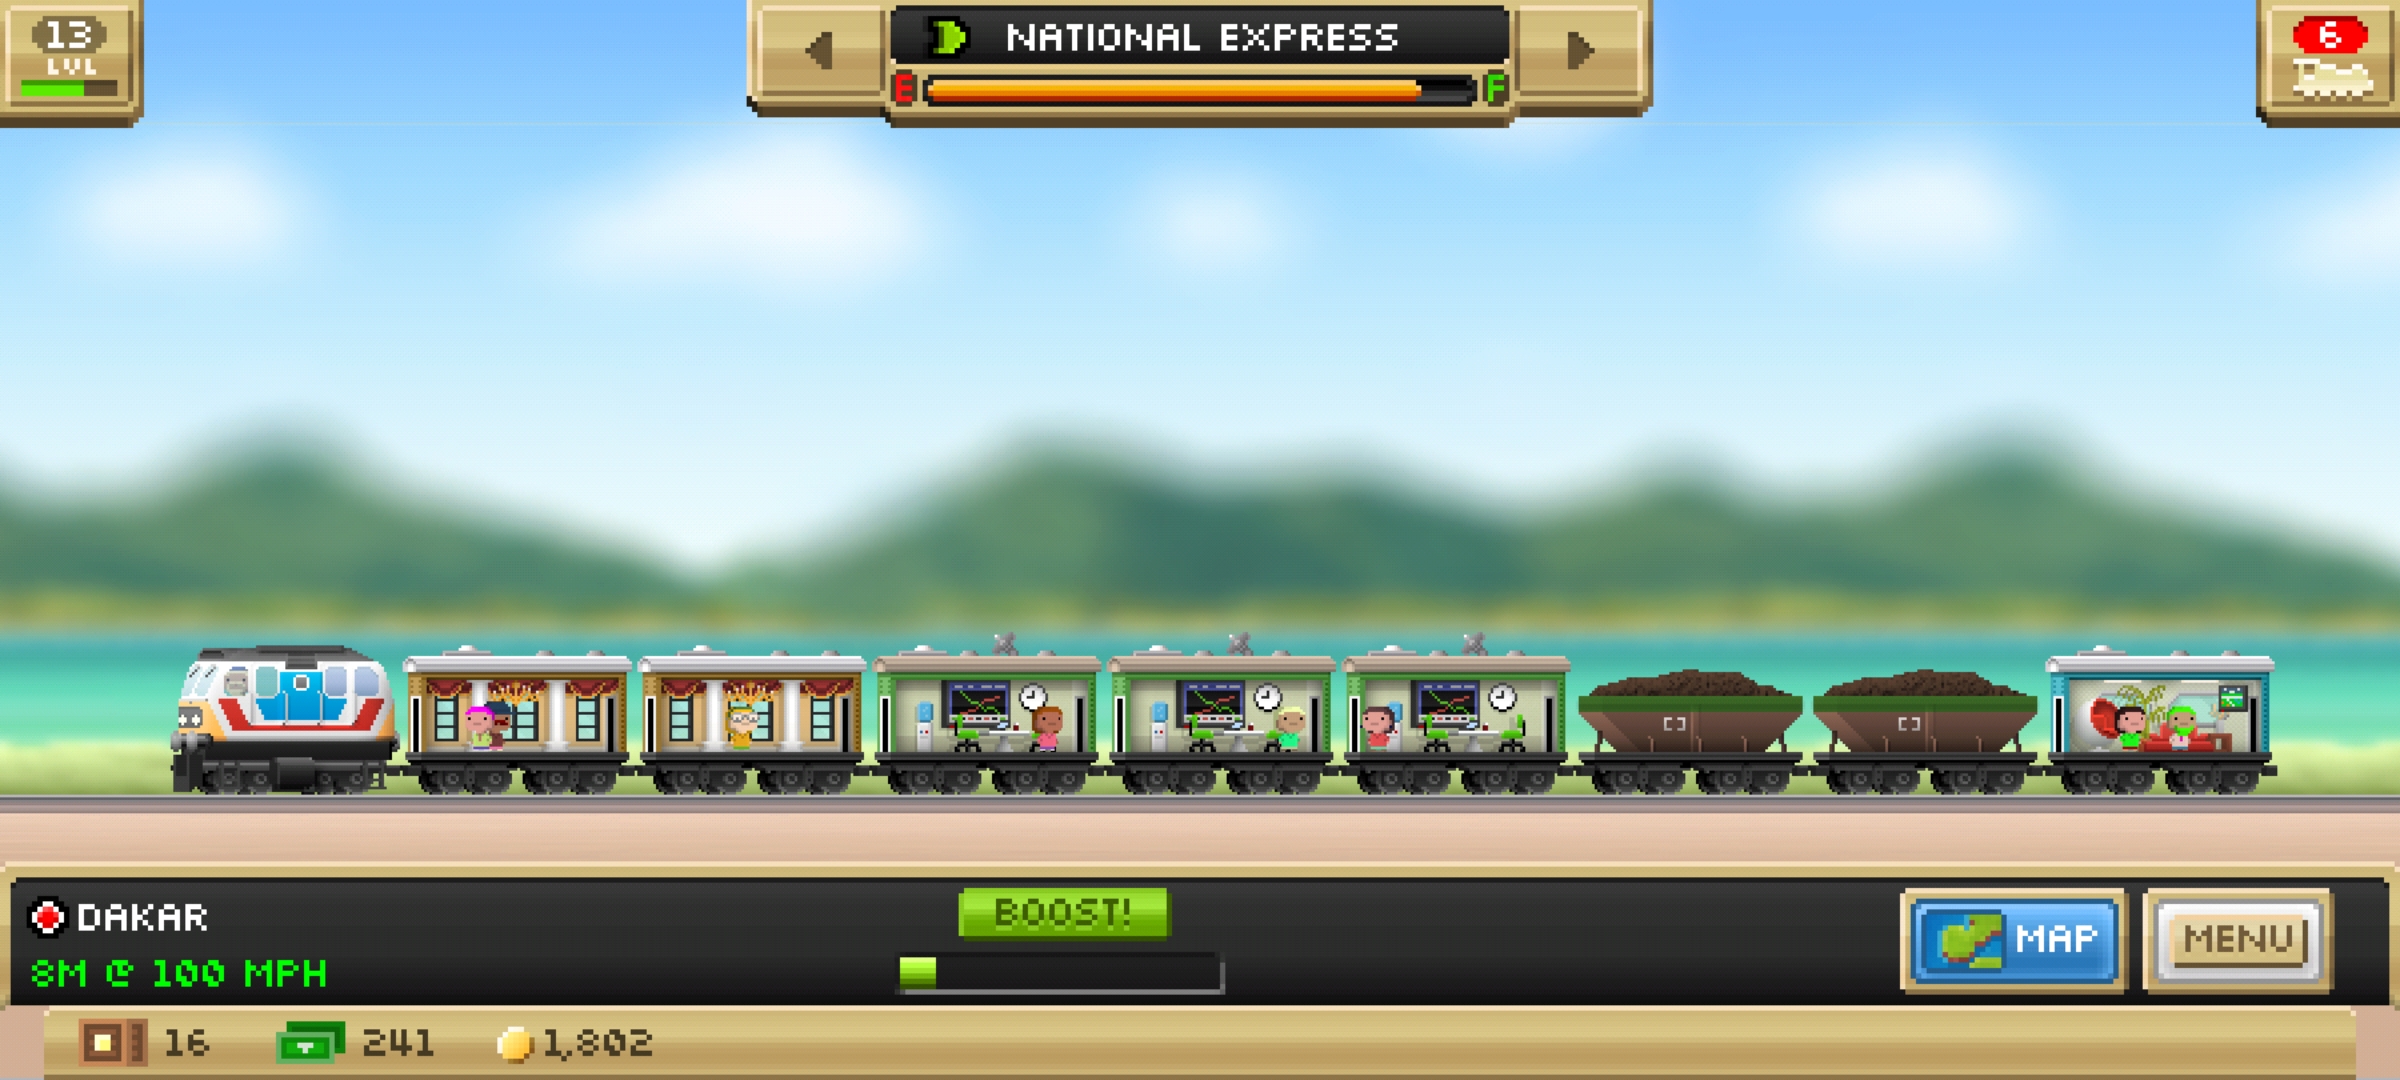 13
LVL
NATIONAL EXPRESS
E F
6
DAKAR
8M @ 100 MPH
BOOST!
MAP
MENU
16 241 1,802